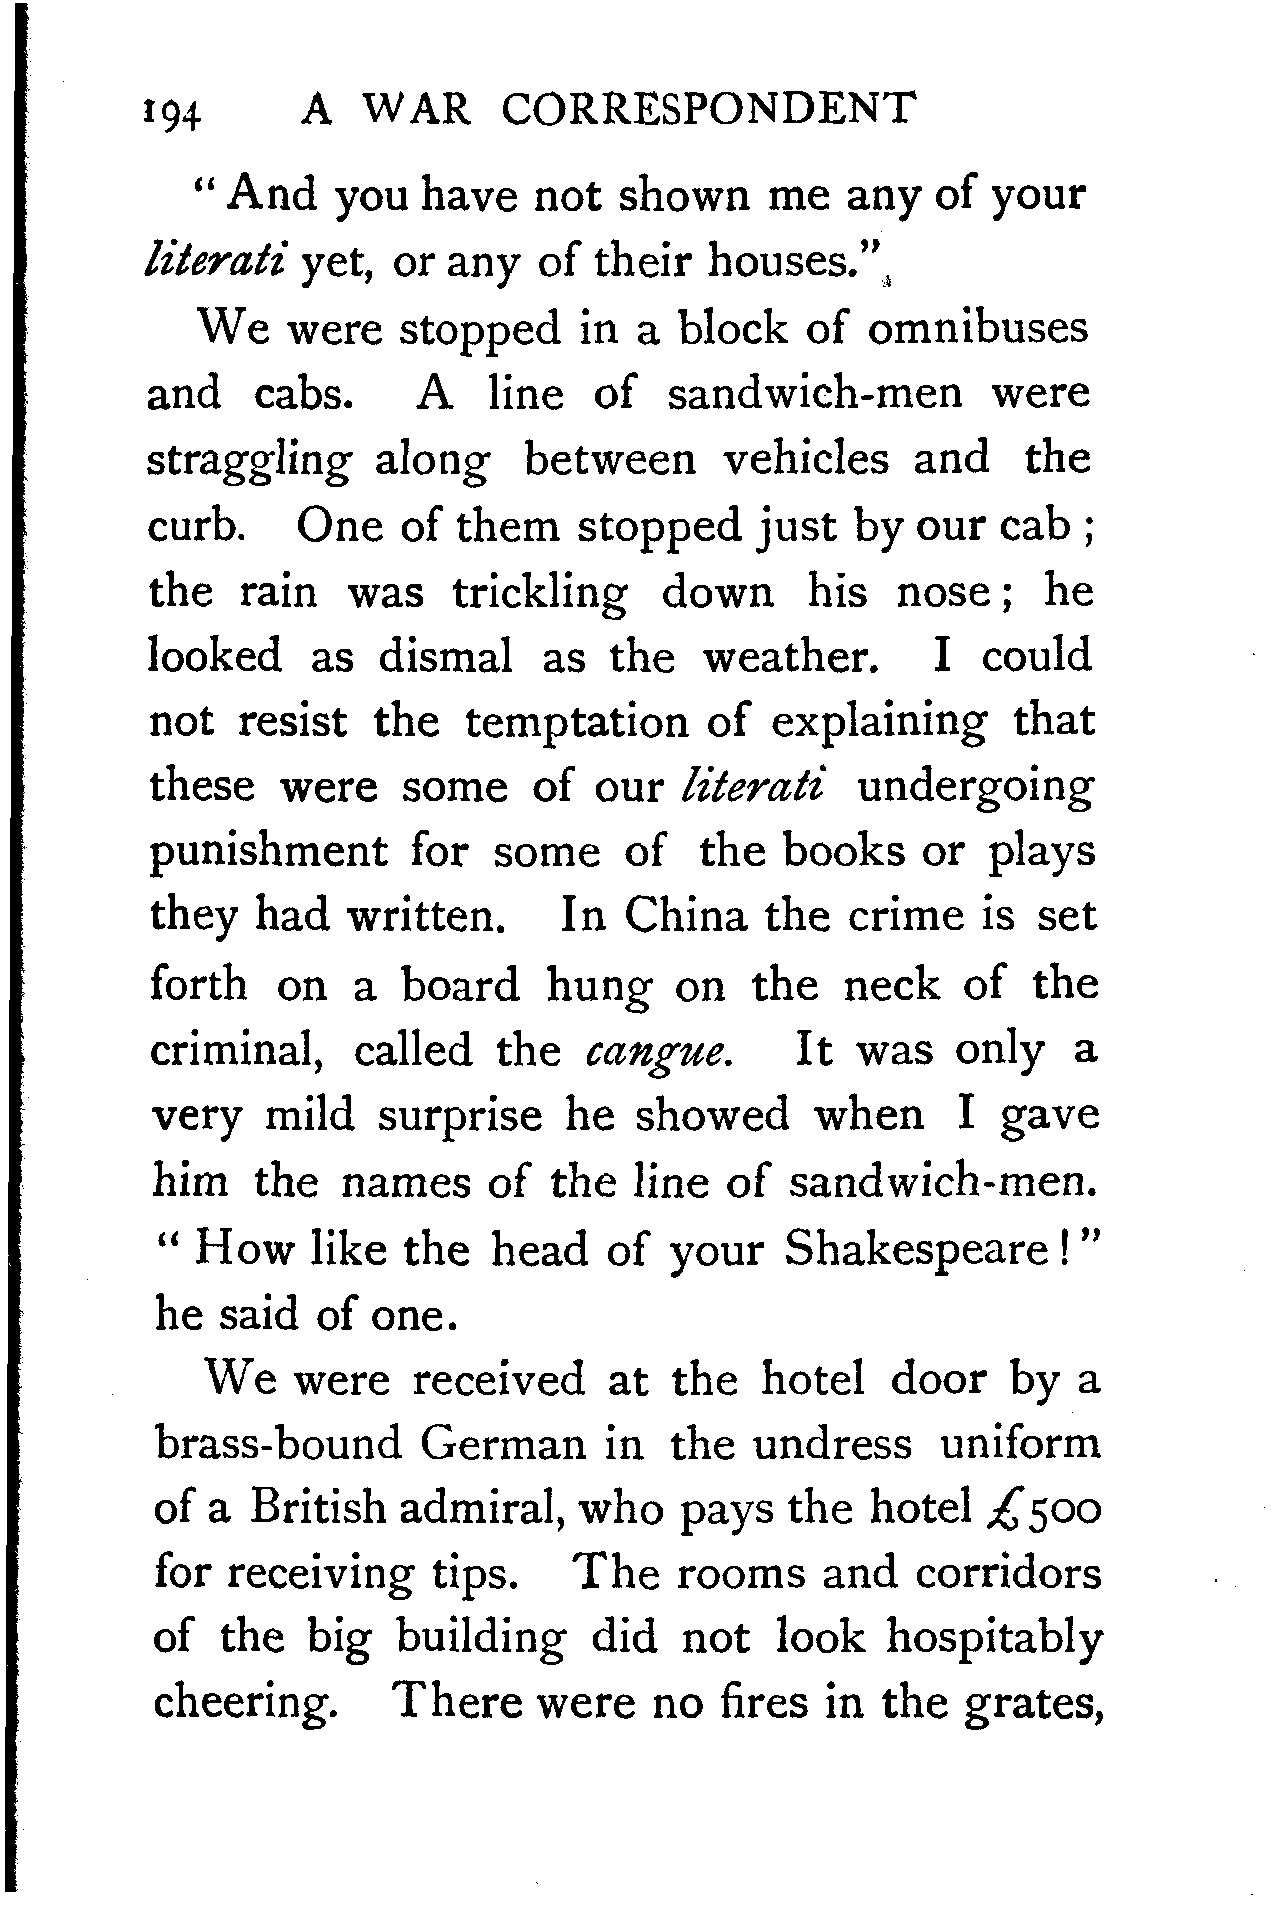 194 A WAR CORRESPONDENT
“ And you have not shown me any of your
literati yet, or any of their houses.”
We were stopped in a block of omnibuses
and cabs. A line of sandwich-men were
straggling along between vehicles and the
curb. One of them stopped just by our cab ;
the rain was trickling down his nose ; he
looked as dismal as the weather. I could
not resist the temptation of explaining that
these were some of our literati undergoing
punishment for some of the books or plays
they had written. In China the crime is set
forth on a board hung on the neck of the
criminal, called the cangue. It was only a
very mild surprise he showed when I gave
him the names of the line of sandwich-men.
“ How like the head of your Shakespeare ! ”
he said of one.
We were received at the hotel door by a
brass-bound German in the undress uniform
of a British admiral, who pays the hotel £500
for receiving tips. The rooms and corridors
of the big building did not look hospitably
cheering. There were no fires in the grates,